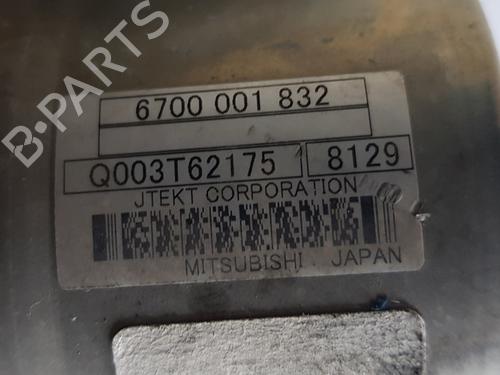 B-PARTS
6700 001 832
Q003T62175 8129
JTEKT CORPORATION
MITSUBISHI JAPAN